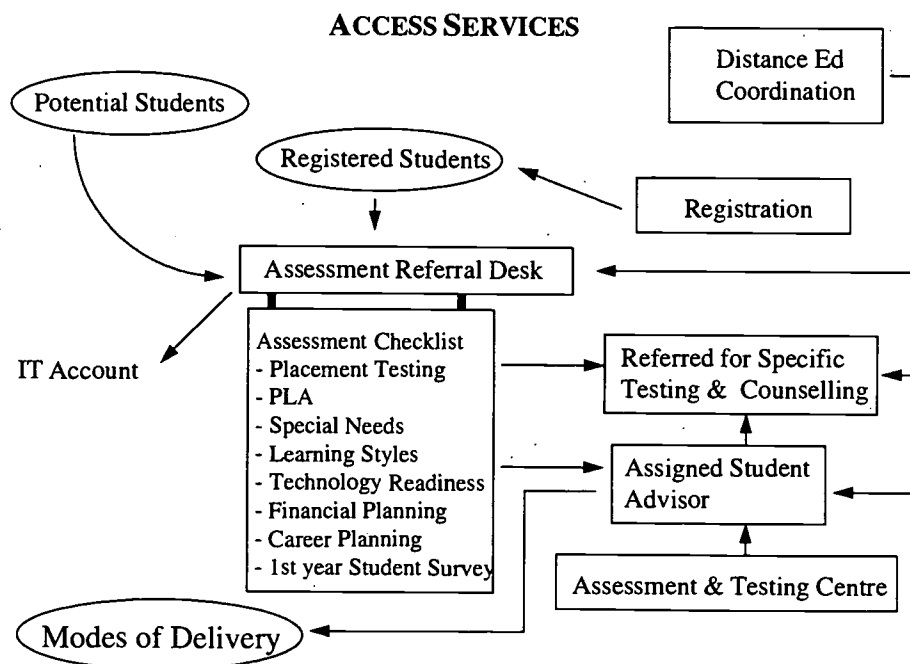 ACCESS SERVICES
Distance Ed
Coordination
Potential Students
Registered Students
Registration
Assessment Referral Desk
IT Account
Assessment Checklist
- Placement Testing
- PLA
- Special Needs
- Learning Styles
- Technology Readiness
- Financial Planning
- Career Planning
- 1st year Student Survey
Referred for Specific
Testing & Counselling
Assigned Student
Advisor
Assessment & Testing Centre
Modes of Delivery